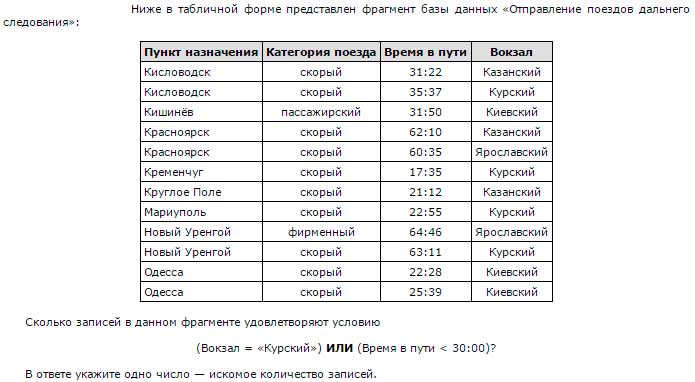 Ниже в табличной форме представлен фрагмент базы данных «Отправление поездов дальнего
следования»:
Пункт назначения Категория поезда Время в пути Вокзал
Кисловодск скорый 31:22 Казанский
Кисловодск скорый 35:37 Курский
Кишинёв пассажирский 31:50 Киевский
Красноярск скорый 62:10 Казанский
Красноярск скорый 60:35 Ярославский
Кременчуг скорый 17:35 Курский
Круглое Поле скорый 21:12 Казанский
Мариуполь скорый 22:55 Курский
Новый Уренгой фирменный 64:46 Ярославский
Новый Уренгой скорый 63:11 Курский
Одесса скорый 22:28 Киевский
Одесса скорый 25:39 Киевский
Сколько записей в данном фрагменте удовлетворяют условию
(Вокзал = «Курский») ИЛИ (Время в пути < 30:00)?
В ответе укажите одно число — искомое количество записей.